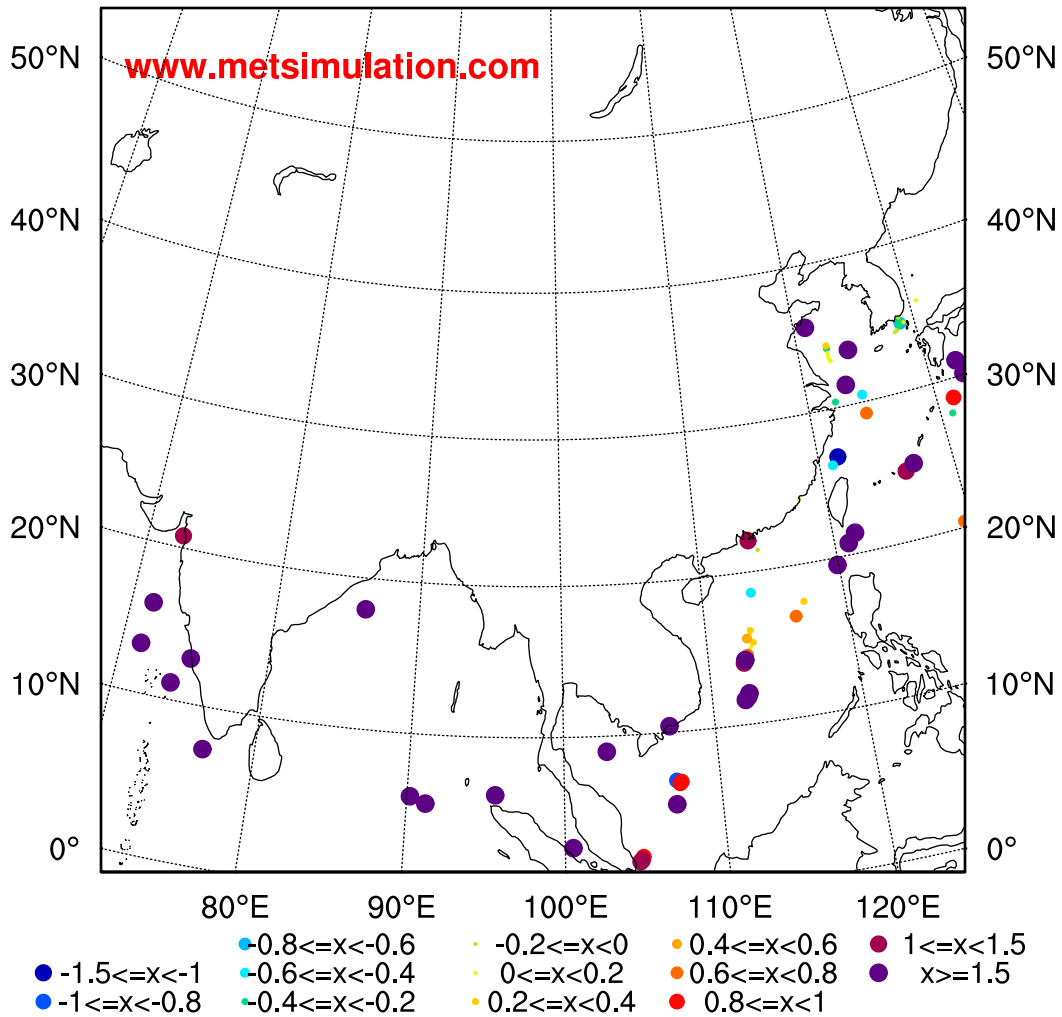 www.metsimulation.com
50°N 50°N
40°N 40°N
30°N 30°N
20°N 20°N
10°N 10°N
0° 0°
80°E 90°E 100°E 110°E 120°E
-0.8<=x<-0.6 -0.2<=x<0 0.4<=x<0.6 1<=x<1.5
-1.5<=x<-1 -0.6<=x<-0.4 0<=x<0.2 0.6<=x<0.8 x>=1.5
-1<=x<-0.8 -0.4<=x<-0.2 0.2<=x<0.4 0.8<=x<1